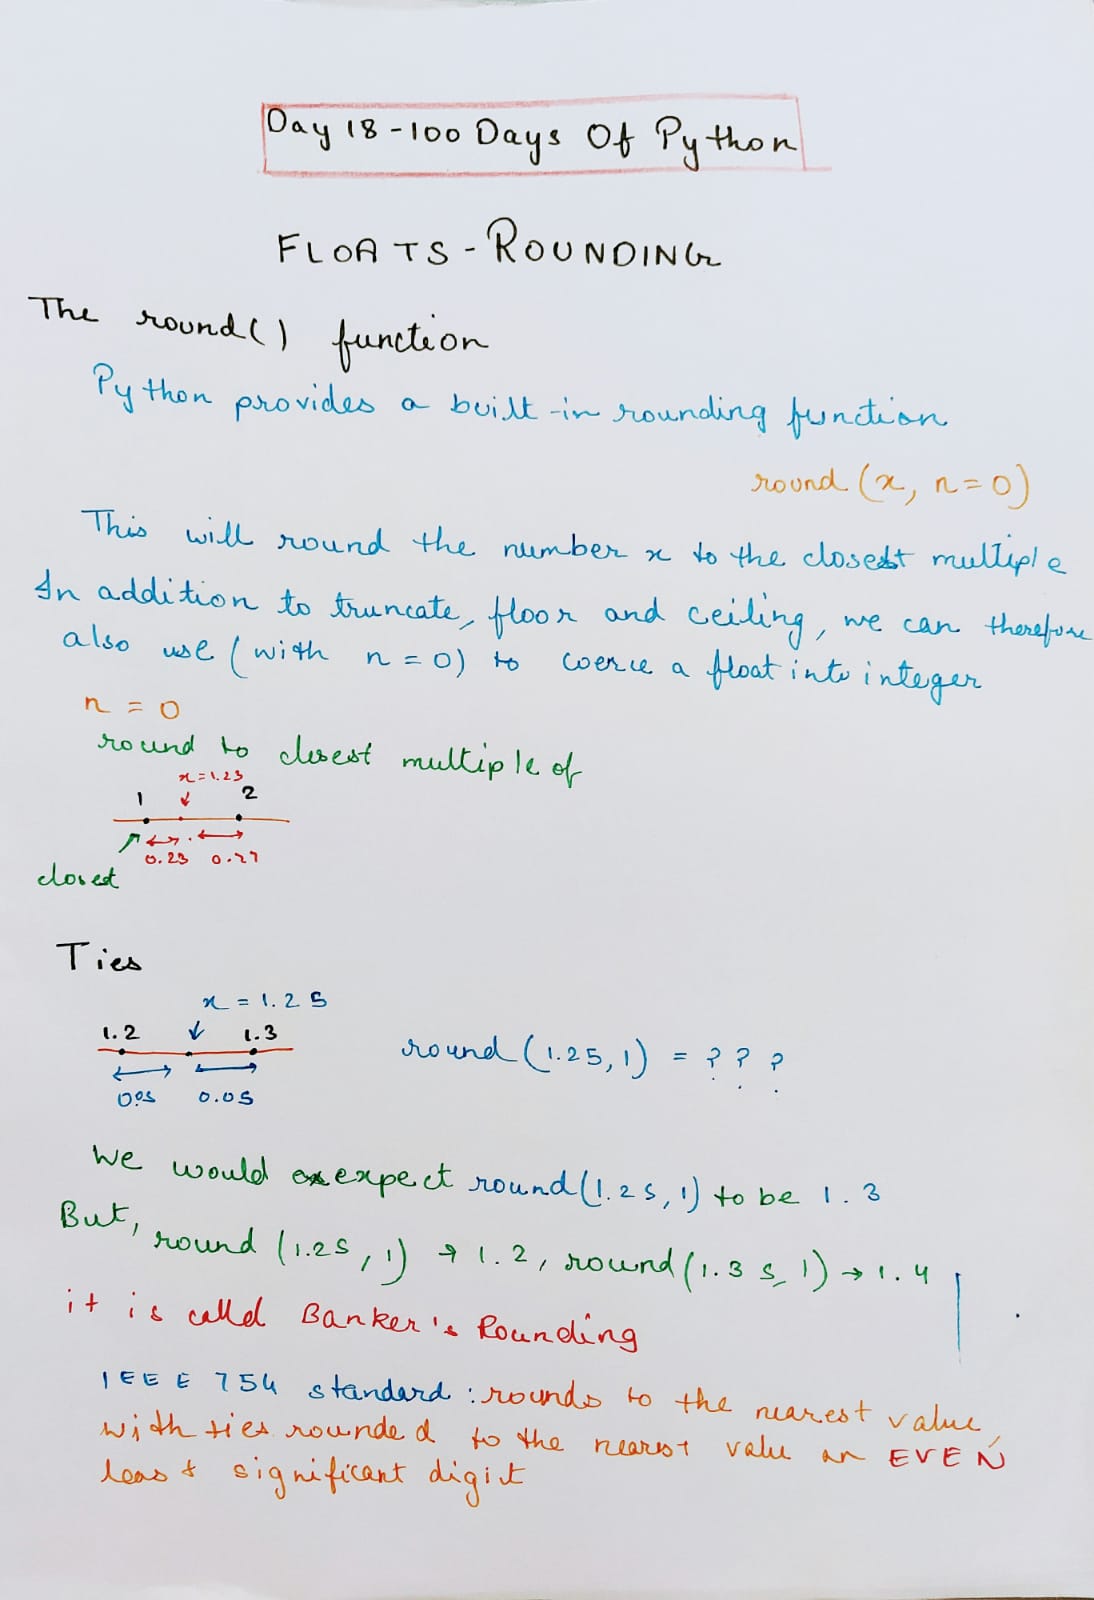 Day 18 - 100 Days Of Python
FLOATS - ROUNDING
The round() function
Python provides a built-in rounding function
round (x, n=0)
This will round the number x to the closest multiple
In addition to truncate, floor and ceiling, we can therefore
also use (with n = 0) to coerce a float into integer
n = 0
round to closest multiple of
x = 1.23
1 2
0.23 0.77
closest
Ties
x = 1.25
1.2 1.3
round (1.25, 1) = ? ? ?
0.05 0.05
We would expect round(1.25, 1) to be 1.3
But, round (1.25, 1) → 1.2, round(1.35, 1) → 1.4
it is called Banker's Rounding
IEEE 754 standard : rounds to the nearest value,
with ties rounded to the nearest value an EVEN
least significant digit